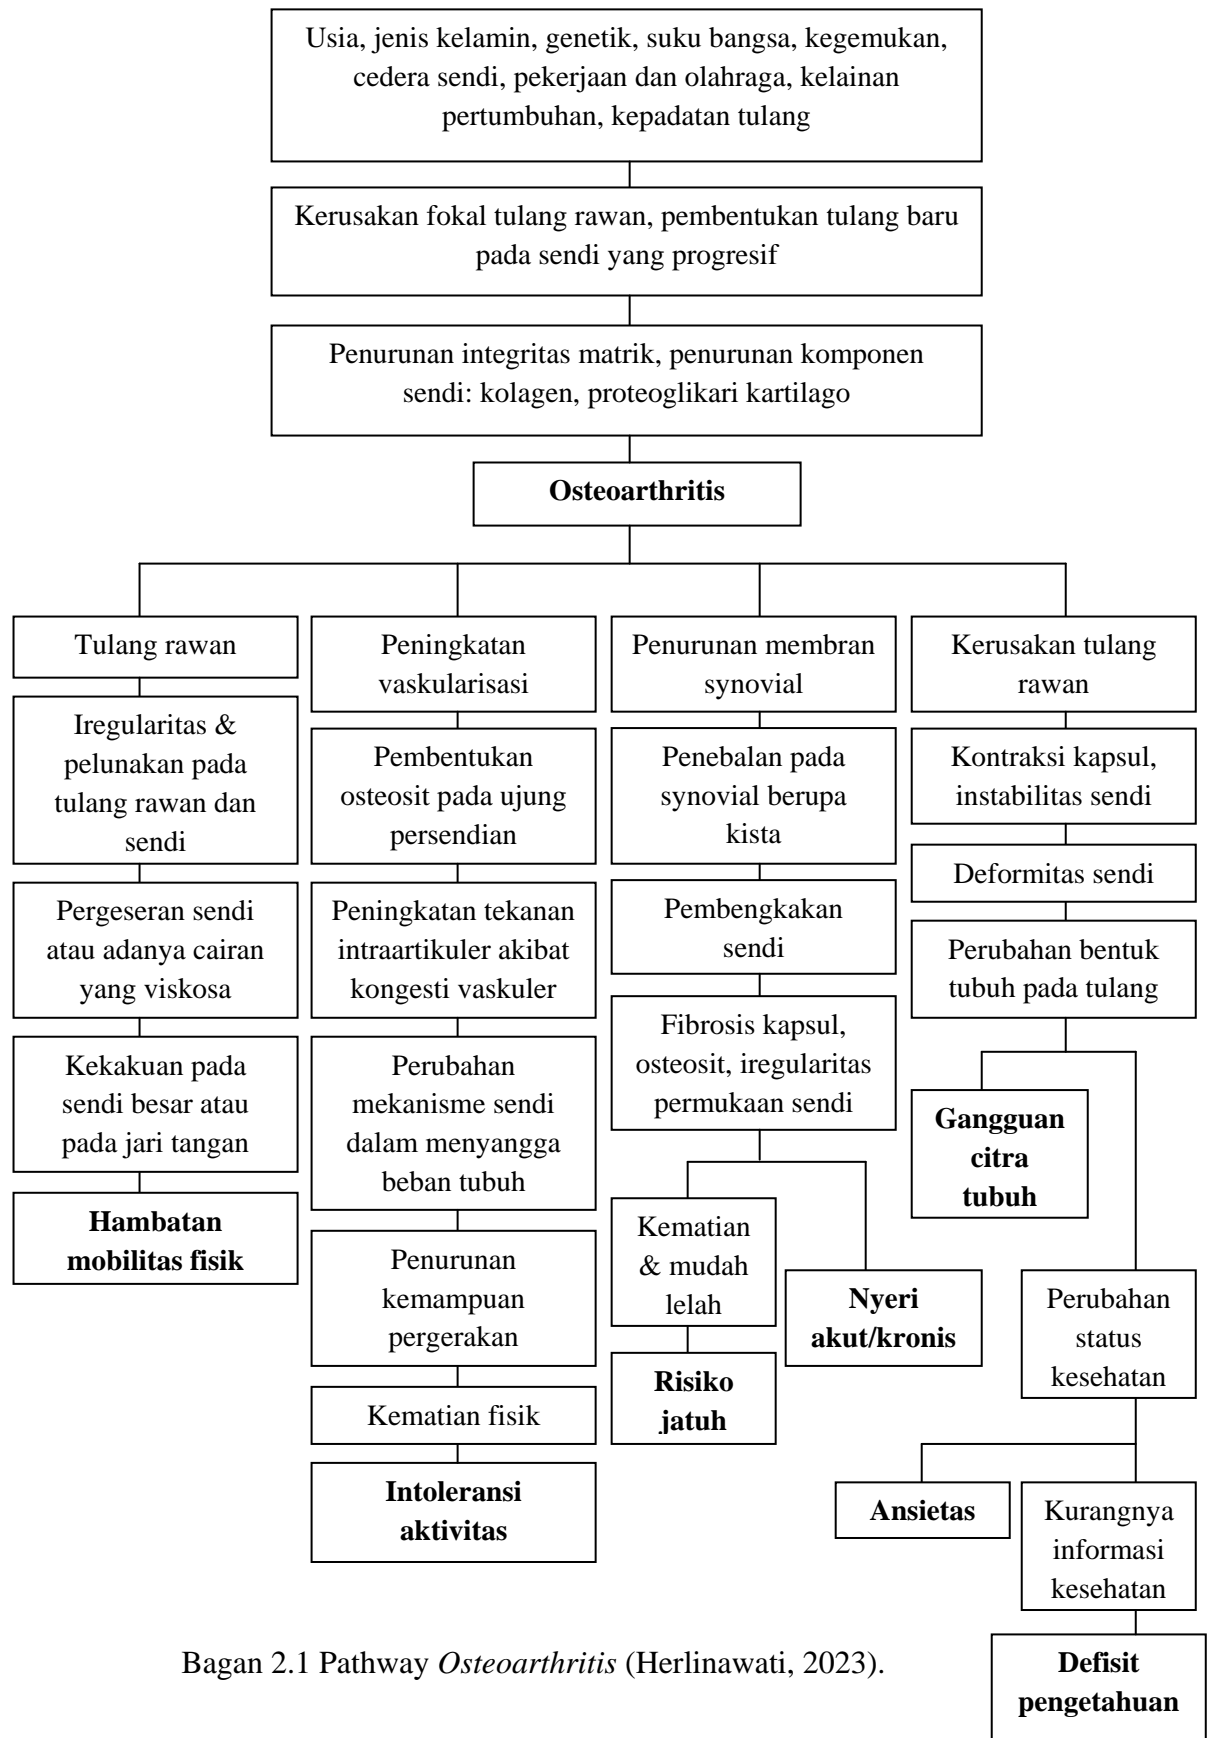 Usia, jenis kelamin, genetik, suku bangsa, kegemukan,
cedera sendi, pekerjaan dan olahraga, kelainan
pertumbuhan, kepadatan tulang
Kerusakan fokal tulang rawan, pembentukan tulang baru
pada sendi yang progresif
Penurunan integritas matrik, penurunan komponen
sendi: kolagen, proteoglikari kartilago
Osteoarthritis
Tulang rawan
Iregularitas &
pelunakan pada
tulang rawan dan
sendi
Pergeseran sendi
atau adanya cairan
yang viskosa
Kekakuan pada
sendi besar atau
pada jari tangan
Hambatan
mobilitas fisik
Peningkatan
vaskularisasi
Pembentukan
osteosit pada ujung
persendian
Peningkatan tekanan
intraartikuler akibat
kongesti vaskuler
Perubahan
mekanisme sendi
dalam menyangga
beban tubuh
Penurunan
kemampuan
pergerakan
Kematian fisik
Intoleransi
aktivitas
Penurunan membran
synovial
Penebalan pada
synovial berupa
kista
Pembengkakan
sendi
Fibrosis kapsul,
osteosit, iregularitas
permukaan sendi
Kematian
& mudah
lelah
Risiko
jatuh
Nyeri
akut/kronis
Kerusakan tulang
rawan
Kontraksi kapsul,
instabilitas sendi
Deformitas sendi
Perubahan bentuk
tubuh pada tulang
Gangguan
citra
tubuh
Perubahan
status
kesehatan
Ansietas
Kurangnya
informasi
kesehatan
Defisit
pengetahuan
Bagan 2.1 Pathway Osteoarthritis (Herlinawati, 2023).